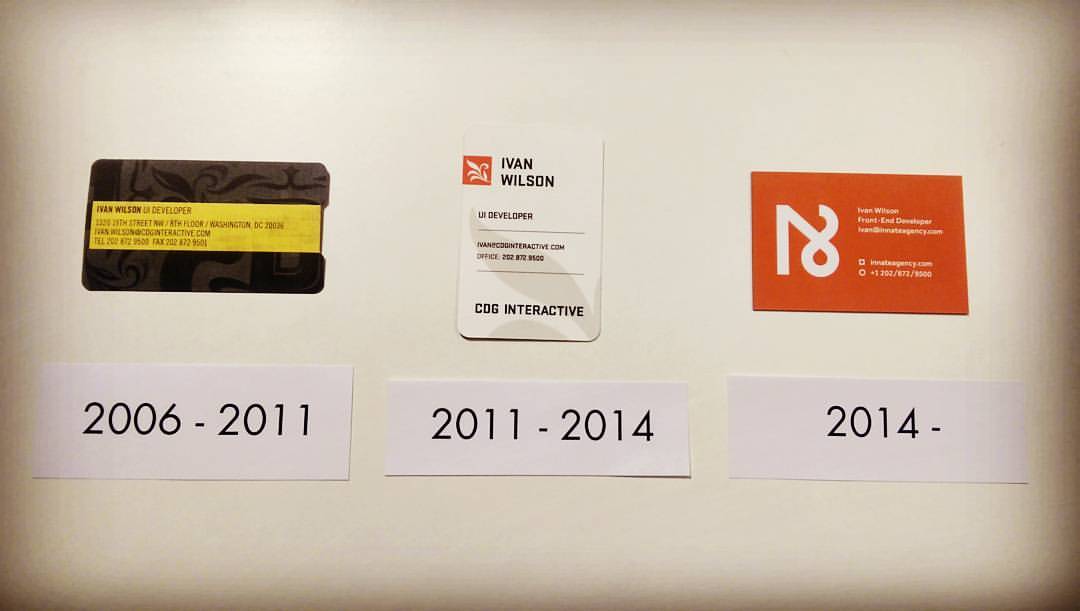 IVAN WILSON UI DEVELOPER
1320 19TH STREET NW / 8TH FLOOR / WASHINGTON, DC 20036
IVAN.WILSON@CDGINTERACTIVE.COM
TEL 202 872 9500 FAX 202 872 9501
IVAN
WILSON
UI DEVELOPER
IVAN@CDGINTERACTIVE.COM
OFFICE: 202.872.9500
CDG INTERACTIVE
Ivan Wilson
Front-End Developer
Ivan@innateagency.com
innateagency.com
+1 202/872/9500
2006 - 2011
2011 - 2014
2014 -